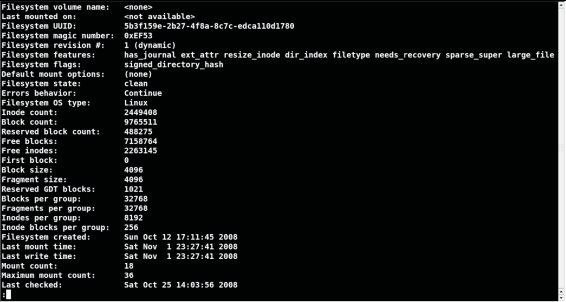 Filesystem volume name:   <none>
Last mounted on:          <not available>
Filesystem UUID:          5b3f159e-2b27-4f8a-8c7c-edca110d1780
Filesystem magic number:  0xEF53
Filesystem revision #:    1 (dynamic)
Filesystem features:      has_journal ext_attr resize_inode dir_index filetype needs_recovery sparse_super large_file
Filesystem flags:         signed_directory_hash
Default mount options:    (none)
Filesystem state:         clean
Errors behavior:          Continue
Filesystem OS type:       Linux
Inode count:              2449408
Block count:              9765511
Reserved block count:     488275
Free blocks:              7158764
Free inodes:              2263145
First block:              0
Block size:               4096
Fragment size:            4096
Reserved GDT blocks:      1021
Blocks per group:         32768
Fragments per group:      32768
Inodes per group:         8192
Inode blocks per group:   256
Filesystem created:       Sun Oct 12 17:11:45 2008
Last mount time:          Sat Nov  1 23:27:41 2008
Last write time:          Sat Nov  1 23:27:41 2008
Mount count:              18
Maximum mount count:      36
Last checked:             Sat Oct 25 14:03:56 2008
: